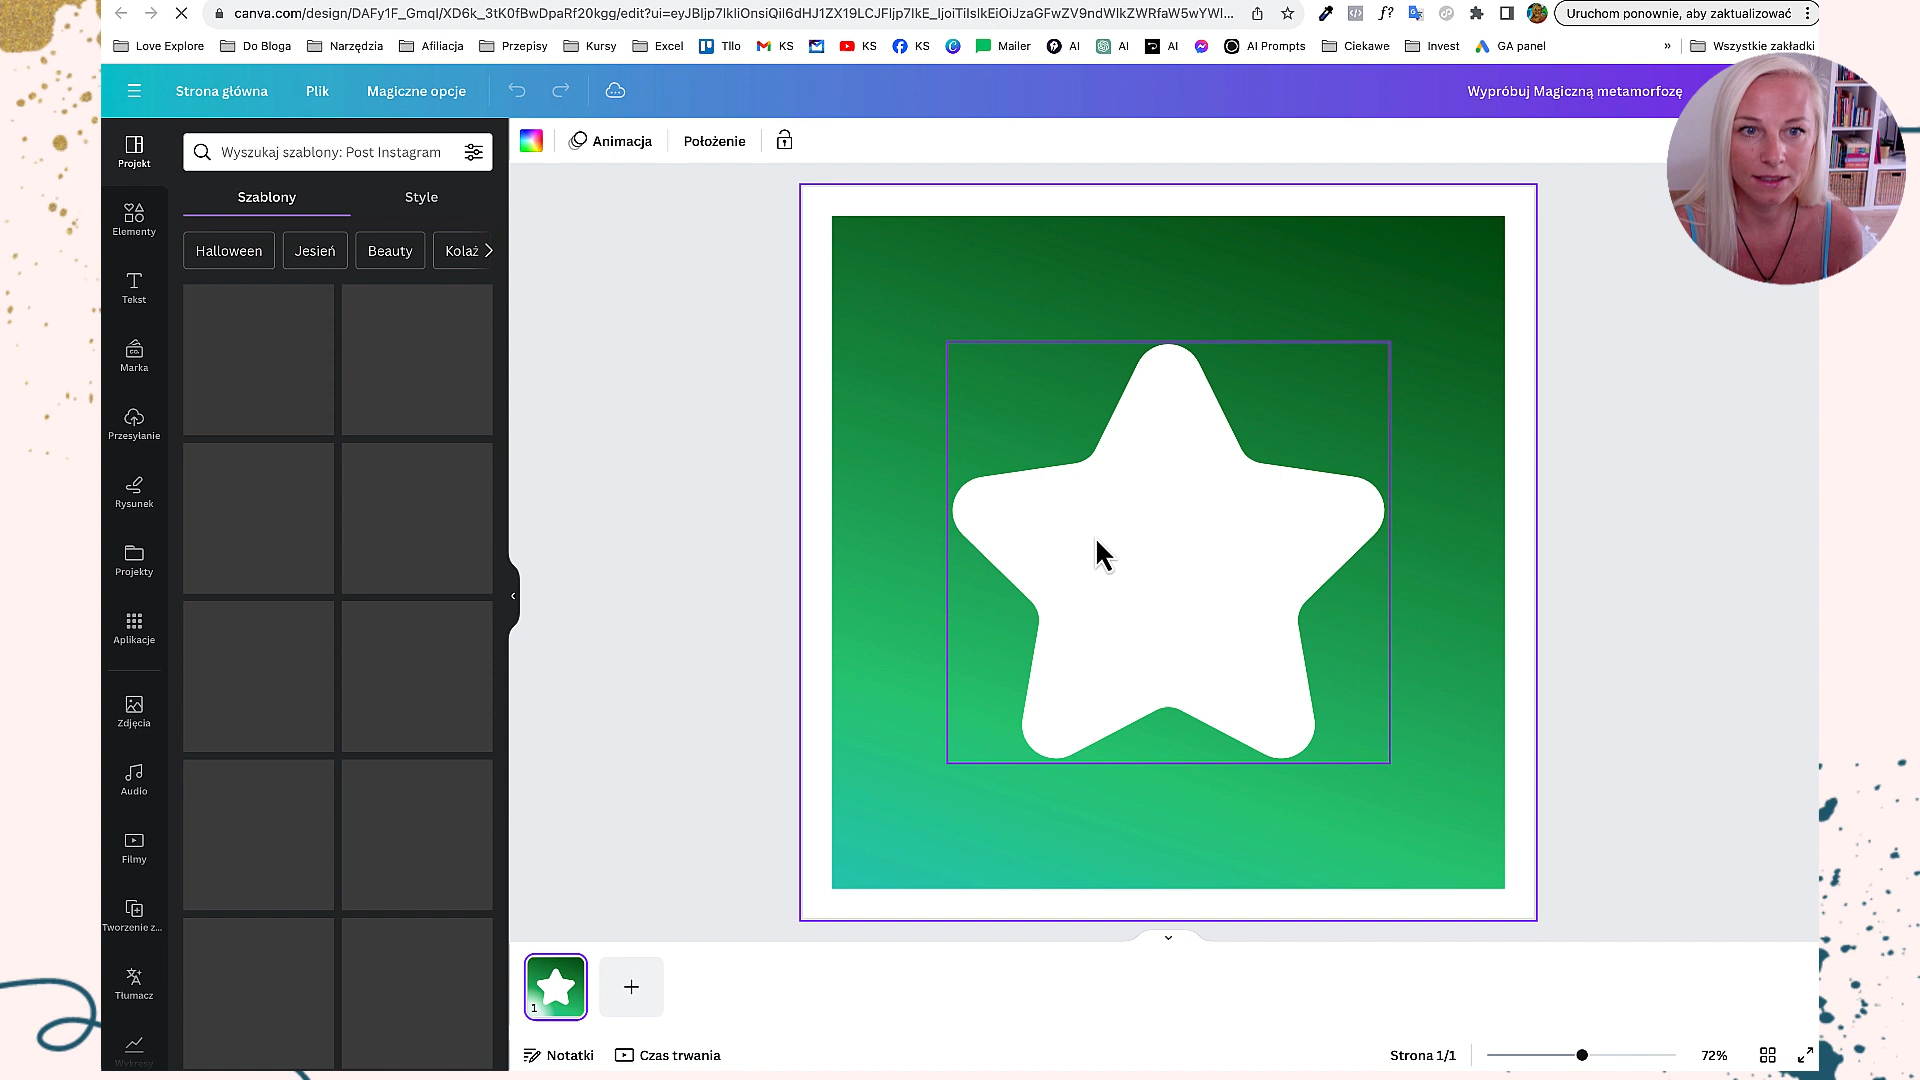 canva.com/design/DAFy1F_GmqI/XD6k_3tK0fBwDpaRf20kgg/edit?ui=eyJBIjp7IkIiOnsiQiI6dHJ1ZX19LCJFIjp7IkE_IjoiTiIsIkEiOiJzaGFwZV9ndWlkZWRfaW5wYWl...
Uruchom ponownie, aby zaktualizować
Love Explore Do Bloga Narzędzia Afiliacja Przepisy Kursy Excel Tllo KS KS KS Mailer AI AI AI AI Prompts Ciekawe Invest GA panel » Wszystkie zakładki
Strona główna Plik Magiczne opcje Wypróbuj Magiczną metamorfozę
Projekt
Wyszukaj szablony: Post Instagram
Animacja Położenie
Szablony Style
Elementy
Halloween Jesień Beauty Kolaż
Tekst
Marka
Przesyłanie
Rysunek
Projekty
Aplikacje
Zdjęcia
Audio
Filmy
Tworzenie z...
Tłumacz
Wykresy
1
Notatki Czas trwania Strona 1/1 72%